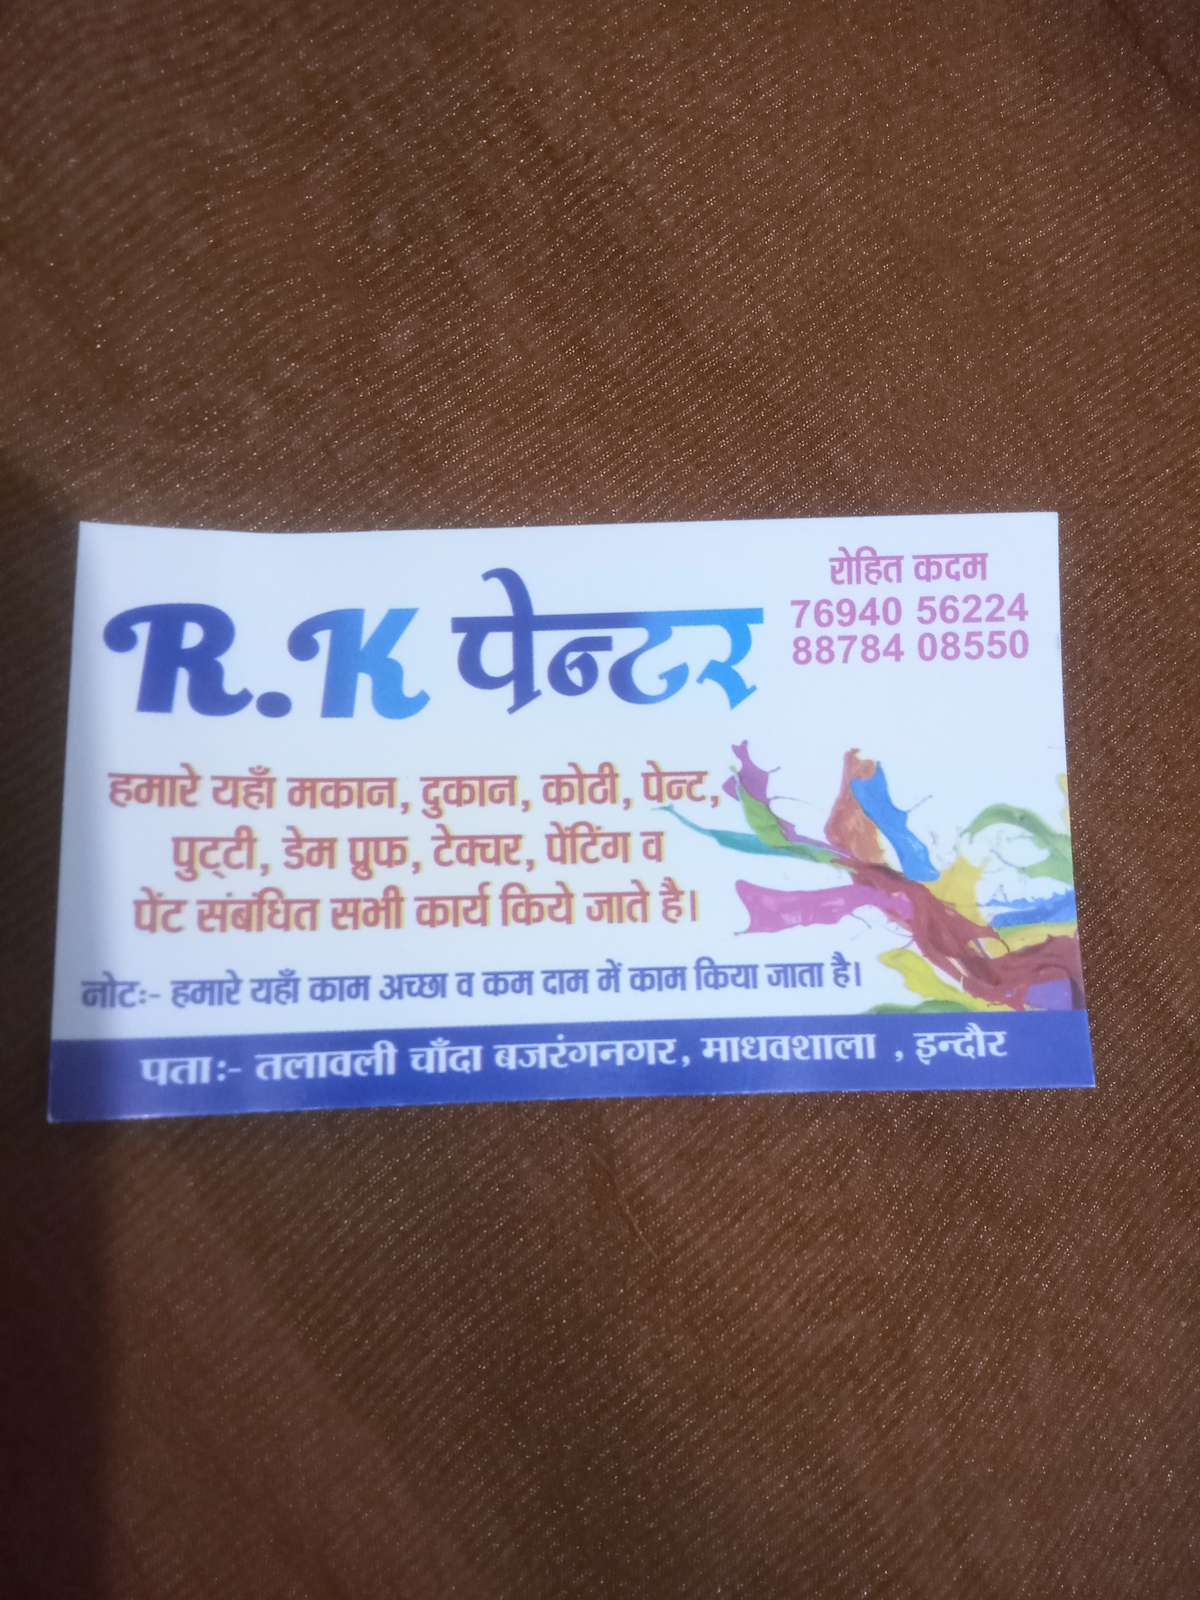 R.K पेन्टर
रोहित कदम
76940 56224
88784 08550
हमारे यहाँ मकान, दुकान, कोठी, पेन्ट,
पुट्टी, डेम प्रुफ, टेक्चर, पेंटिंग व
पेंट संबंधित सभी कार्य किये जाते है।
नोटः- हमारे यहाँ काम अच्छा व कम दाम में काम किया जाता है।
पताः- तलावली चाँदा बजरंगनगर, माधवशाला , इन्दौर